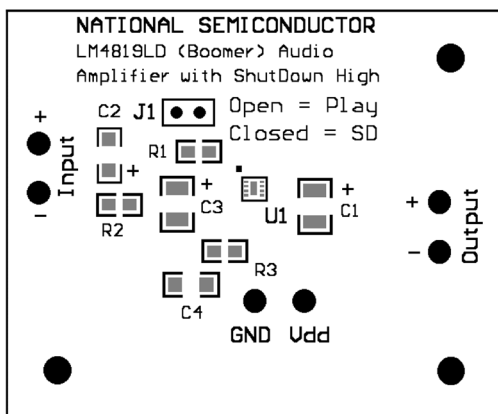 NATIONAL SEMICONDUCTOR
LM4819LD (Boomer) Audio
Amplifier with ShutDown High
+
C2
J1
Open = Play
Closed = SD
R1
Input
+
+
+
-
R2
C3
U1
C1
+
-
Output
R3
C4
GND
Vdd